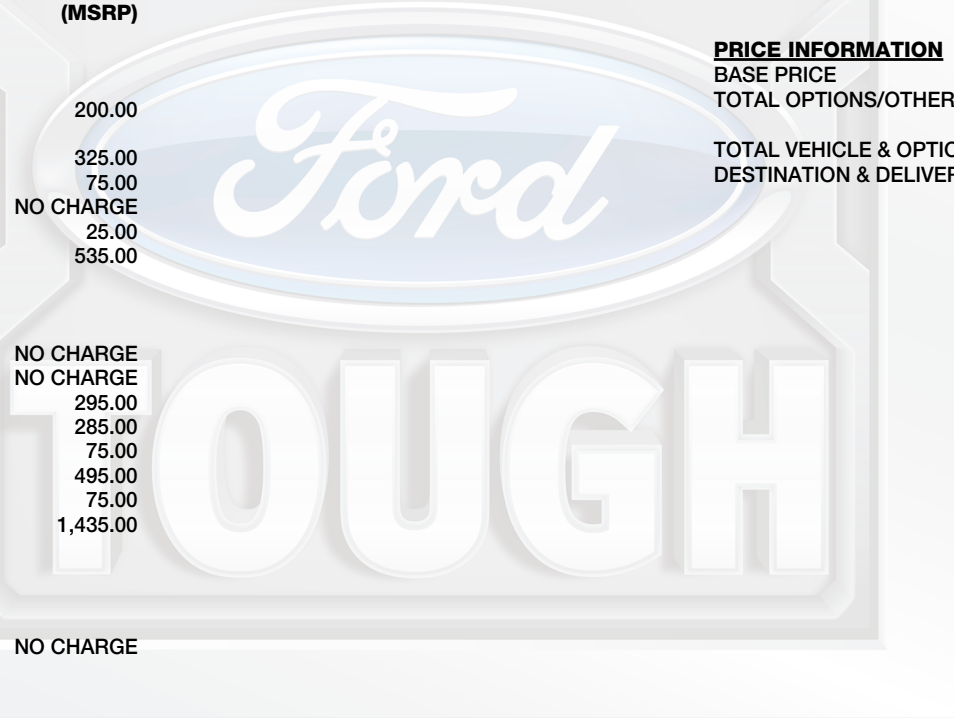 (MSRP)
200.00
325.00
75.00
NO CHARGE
25.00
535.00
NO CHARGE
NO CHARGE
295.00
285.00
75.00
495.00
75.00
1,435.00
NO CHARGE
PRICE INFORMATION
BASE PRICE
TOTAL OPTIONS/OTHER
TOTAL VEHICLE & OPTIO
DESTINATION & DELIVER
Ford
TOUGH